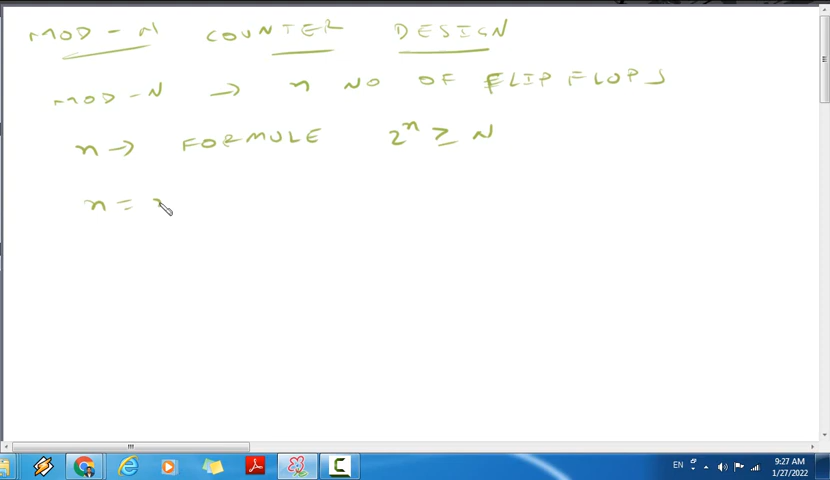 MOD-N COUNTER DESIGN
MOD-N → n NO OF FLIP FLOPS
n → FORMULE 2ⁿ ≥ N
n =
EN
9:27 AM
1/27/2022